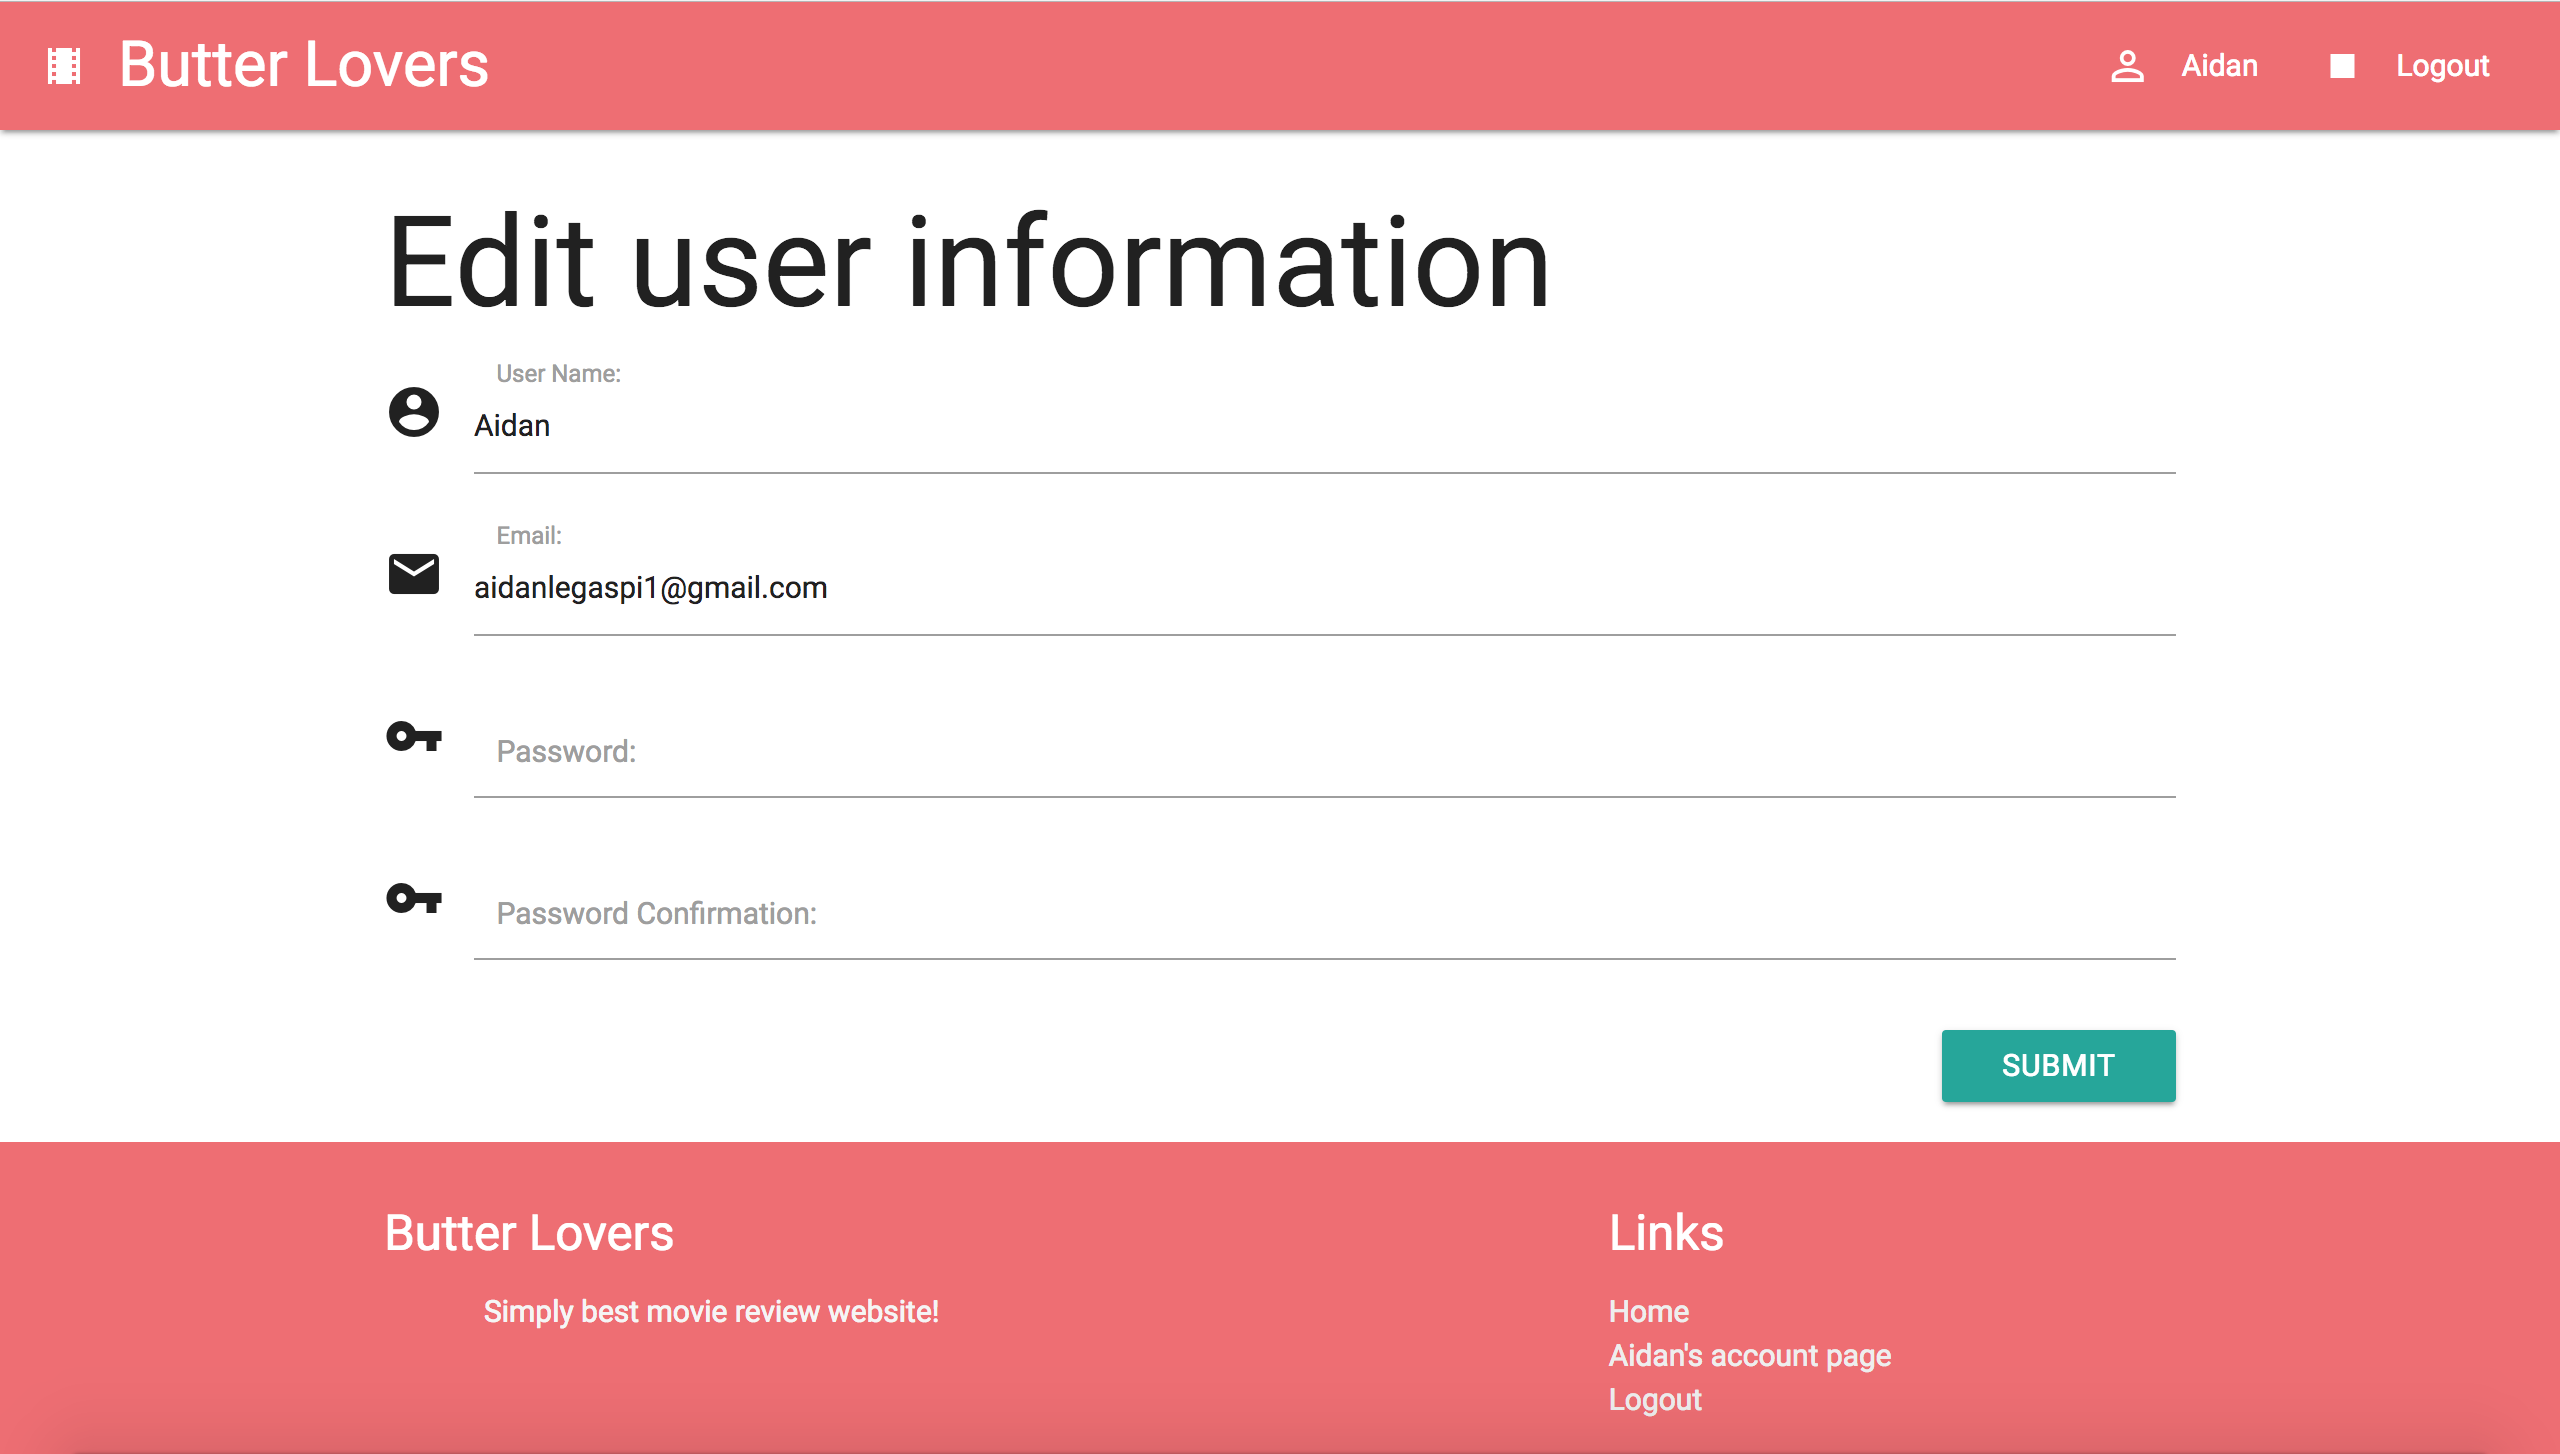 Butter Lovers
Aidan
Logout
Edit user information
User Name:
Aidan
Email:
aidanlegaspi1@gmail.com
Password:
Password Confirmation:
SUBMIT
Butter Lovers
Simply best movie review website!
Links
Home
Aidan's account page
Logout